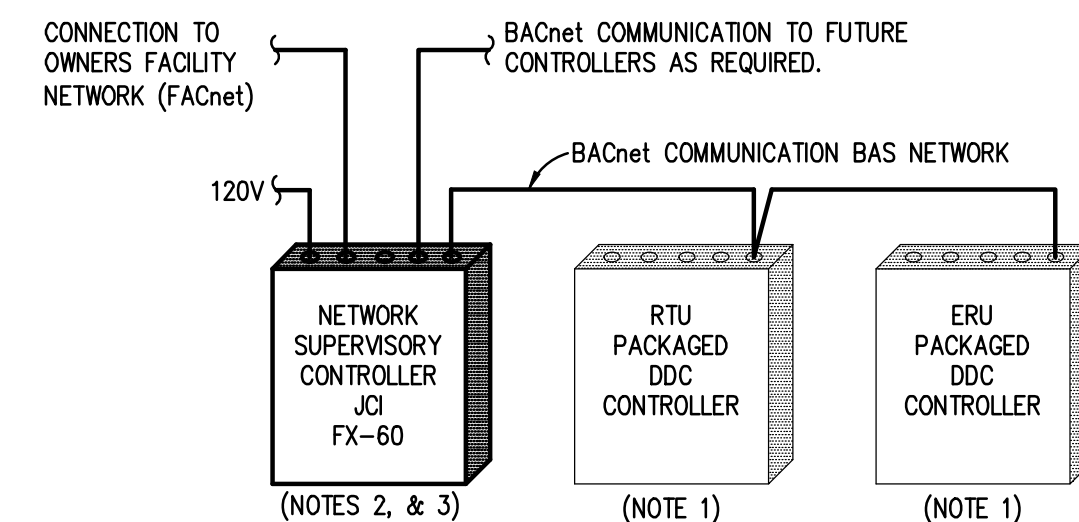 CONNECTION TO
OWNERS FACILITY
NETWORK (FACnet)
BACnet COMMUNICATION TO FUTURE
CONTROLLERS AS REQUIRED.
BACnet COMMUNICATION BAS NETWORK
120V
NETWORK
SUPERVISORY
CONTROLLER
JCI
FX-60
(NOTES 2, & 3)
RTU
PACKAGED
DDC
CONTROLLER
(NOTE 1)
ERU
PACKAGED
DDC
CONTROLLER
(NOTE 1)